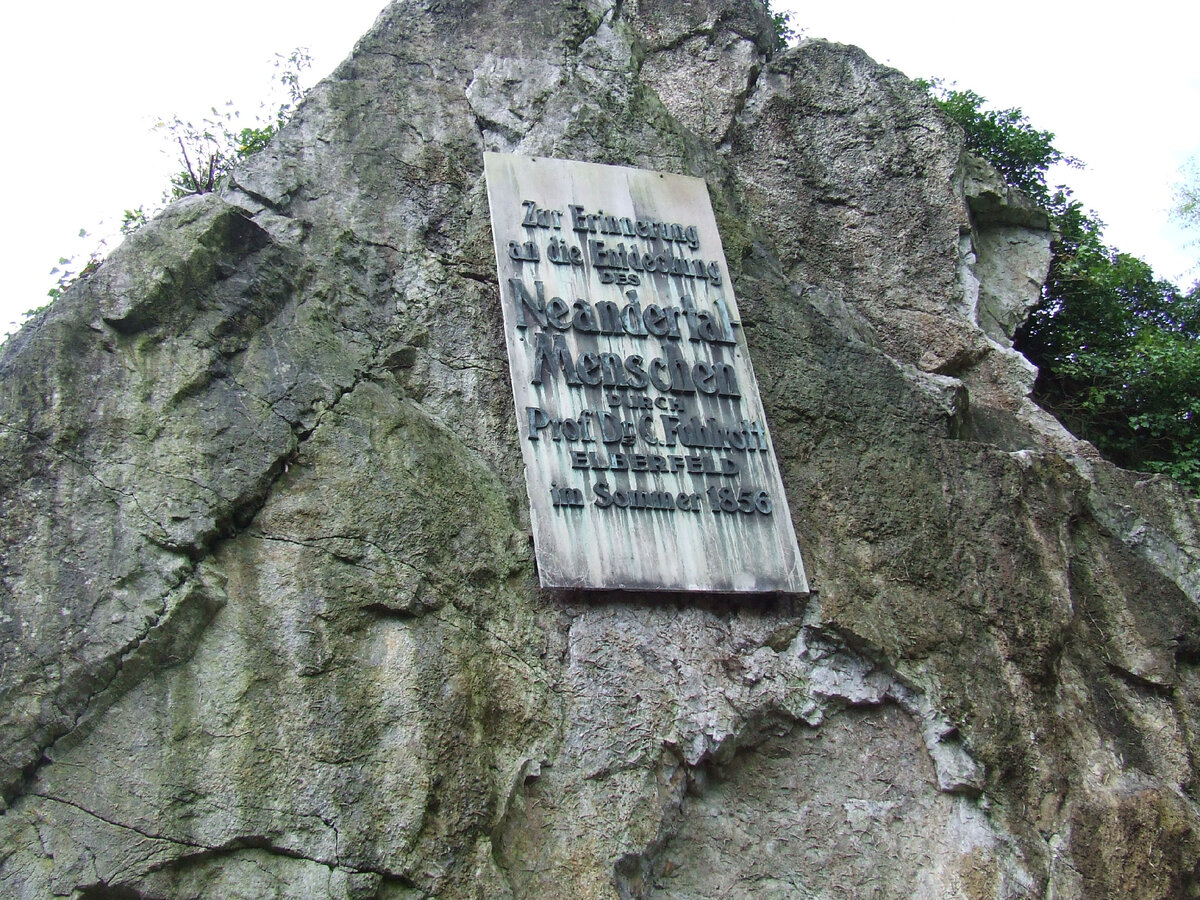 Zur Erinnerung
an die Entdeckung
DES
Neandertal-
Menschen
DURCH
Prof Dr. C. Fuhlrott
ELBERFELD
im Sommer 1856